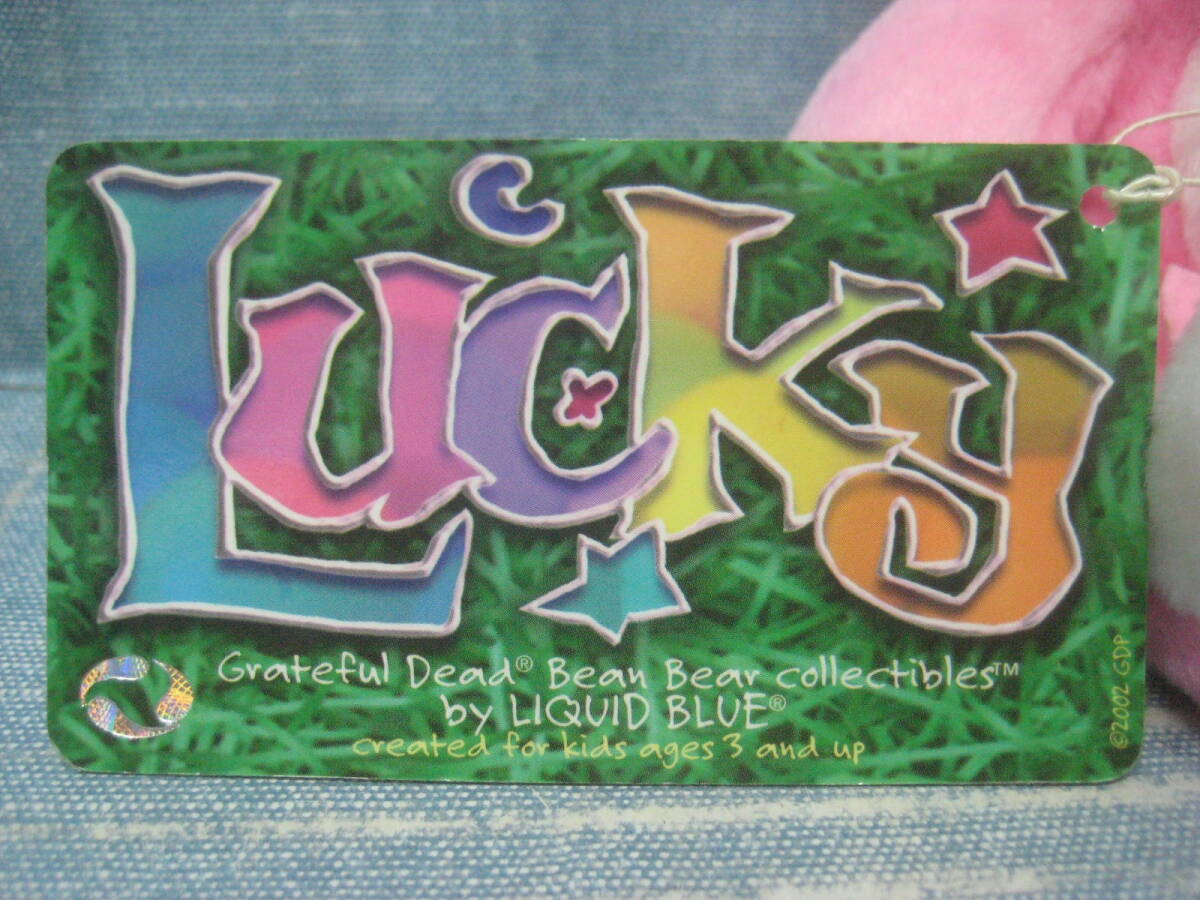 Lucky
Grateful Dead® Bean Bear collectibles™
by LIQUID BLUE®
created for kids ages 3 and up
©2002 GDP